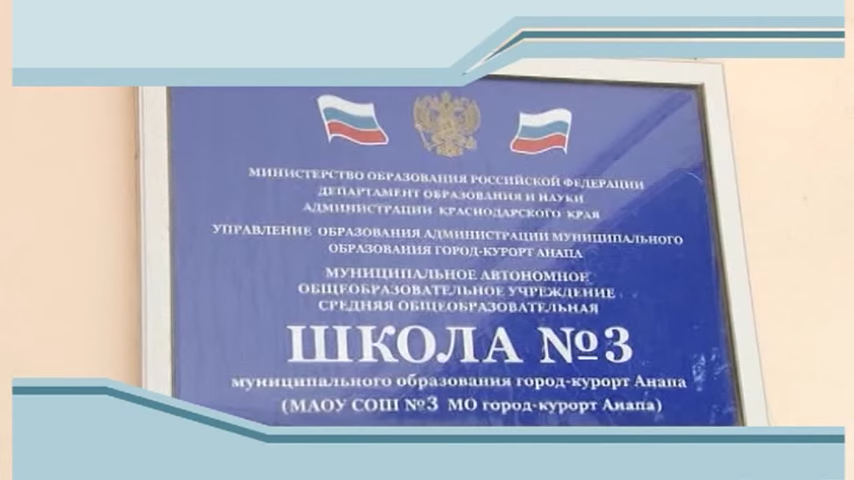 МИНИСТЕРСТВО ОБРАЗОВАНИЯ РОССИЙСКОЙ ФЕДЕРАЦИИ
ДЕПАРТАМЕНТ ОБРАЗОВАНИЯ И НАУКИ
АДМИНИСТРАЦИИ КРАСНОДАРСКОГО КРАЯ
УПРАВЛЕНИЕ ОБРАЗОВАНИЯ АДМИНИСТРАЦИИ МУНИЦИПАЛЬНОГО
ОБРАЗОВАНИЯ ГОРОД-КУРОРТ АНАПА
МУНИЦИПАЛЬНОЕ АВТОНОМНОЕ
ОБЩЕОБРАЗОВАТЕЛЬНОЕ УЧРЕЖДЕНИЕ
СРЕДНЯЯ ОБЩЕОБРАЗОВАТЕЛЬНАЯ
ШКОЛА №3
муниципального образования город-курорт Анапа
(МАОУ СОШ №3 МО город-курорт Анапа)